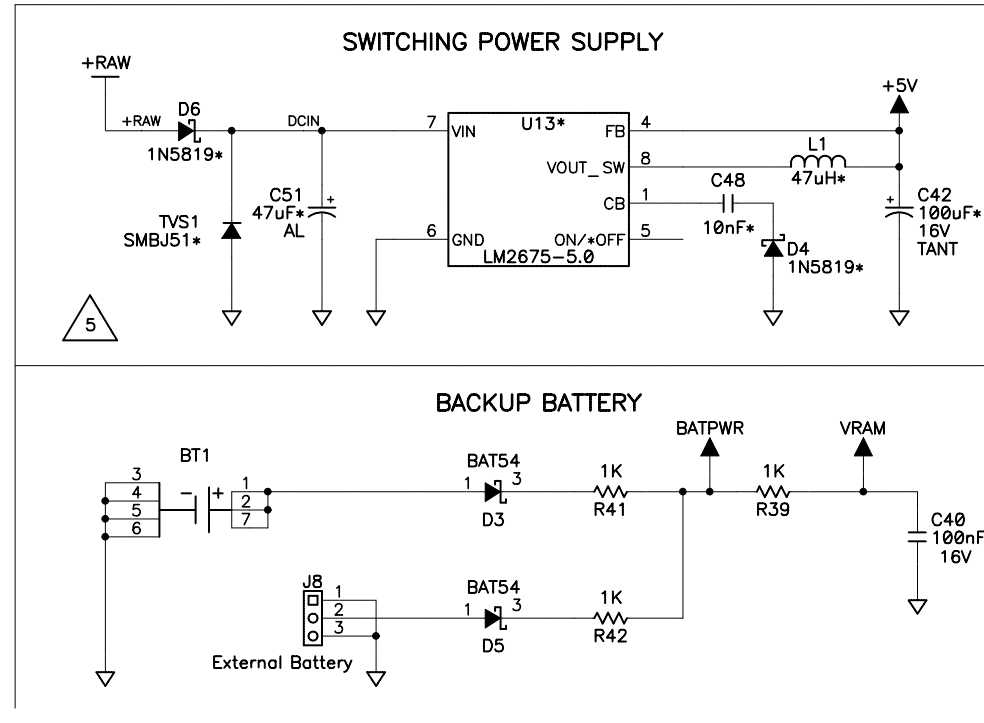 SWITCHING POWER SUPPLY
+RAW
+5V
D6
+RAW
DCIN
7
VIN
U13*
FB
4
1N5819*
L1
VOUT_SW
8
47uH*
C51
47uF*
AL
+
C48
CB
1
10nF*
+
C42
100uF*
16V
TANT
TVS1
SMBJ51*
6
GND
ON/*OFF
5
LM2675-5.0
D4
1N5819*
5
BACKUP BATTERY
BATPWR
VRAM
BT1
3
4
5
6
-
+
1
2
7
BAT54
1
3
D3
1K
R41
1K
R39
C40
100nF
16V
J8
1
2
3
External Battery
BAT54
1
3
D5
1K
R42